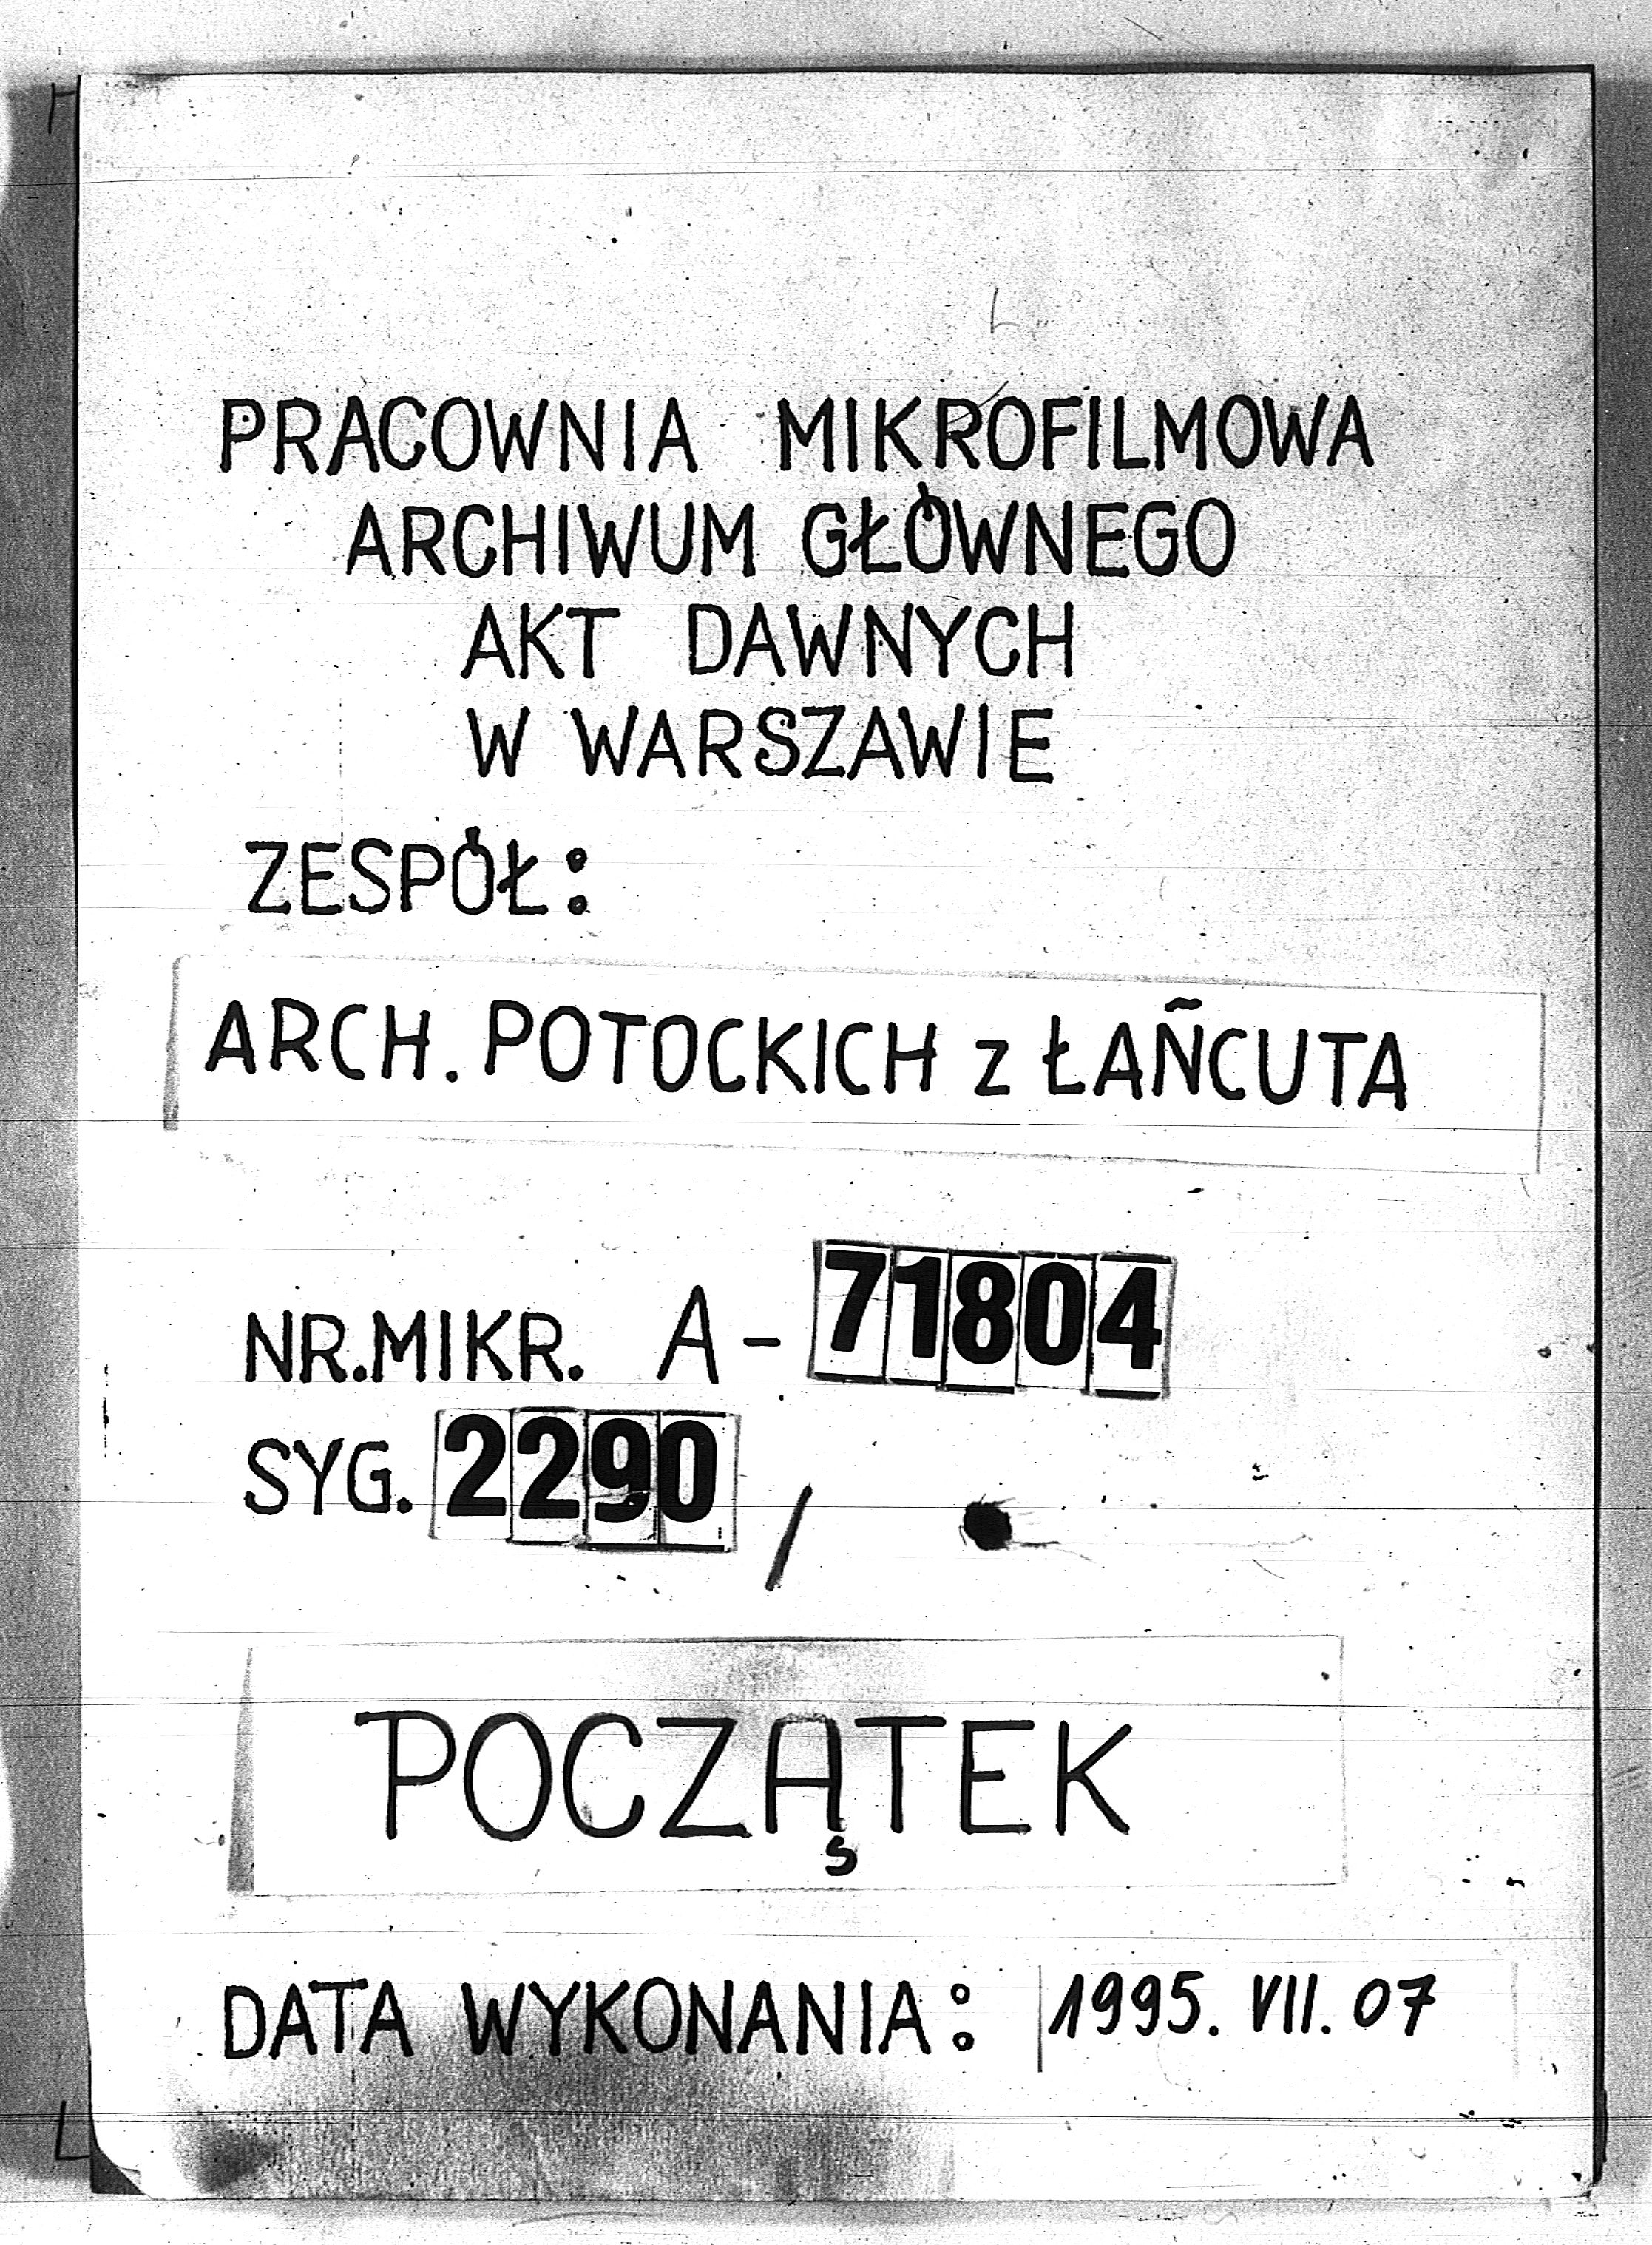 PRACOWNIA MIKROFILMOWA
ARCHIWUM GŁÓWNEGO
AKT DAWNYCH
W WARSZAWIE
ZESPÓŁ:
ARCH. POTOCKICH z ŁAŃCUTA
NR.MIKR. A-71804
SYG. 2290 /
POCZĄTEK
DATA WYKONANIA: 1995. VII. 07